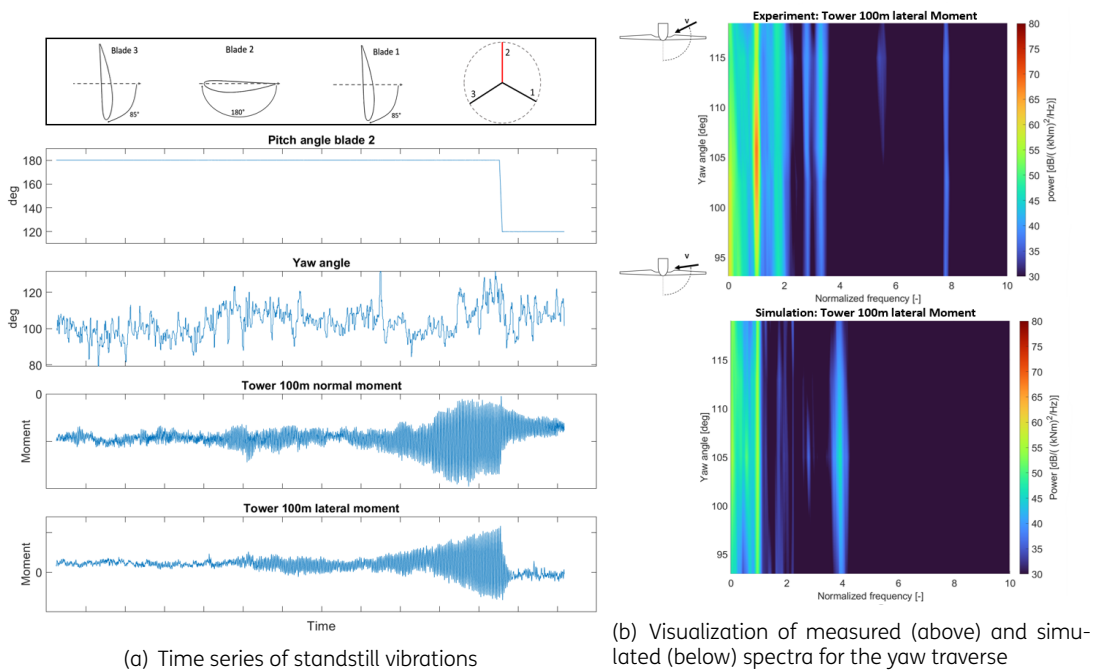 Blade 3
Blade 2
Blade 1
85°
180°
85°
2
3
1
Pitch angle blade 2
deg
180
160
140
120
Yaw angle
deg
120
100
80
Tower 100m normal moment
Moment
0
Tower 100m lateral moment
Moment
0
Time
(a) Time series of standstill vibrations
v
Experiment: Tower 100m lateral Moment
Yaw angle [deg]
115
110
105
100
95
0 2 4 6 8 10
Normalized frequency [-]
80
75
70
65
60
55
50
45
40
35
30
power [dB/( (kNm)²/Hz)]
v
Simulation: Tower 100m lateral Moment
Yaw angle [deg]
115
110
105
100
95
0 2 4 6 8 10
Normalized frequency [-]
80
75
70
65
60
55
50
45
40
35
30
Power [dB/( (kNm)²/Hz)]
(b) Visualization of measured (above) and simu-
lated (below) spectra for the yaw traverse